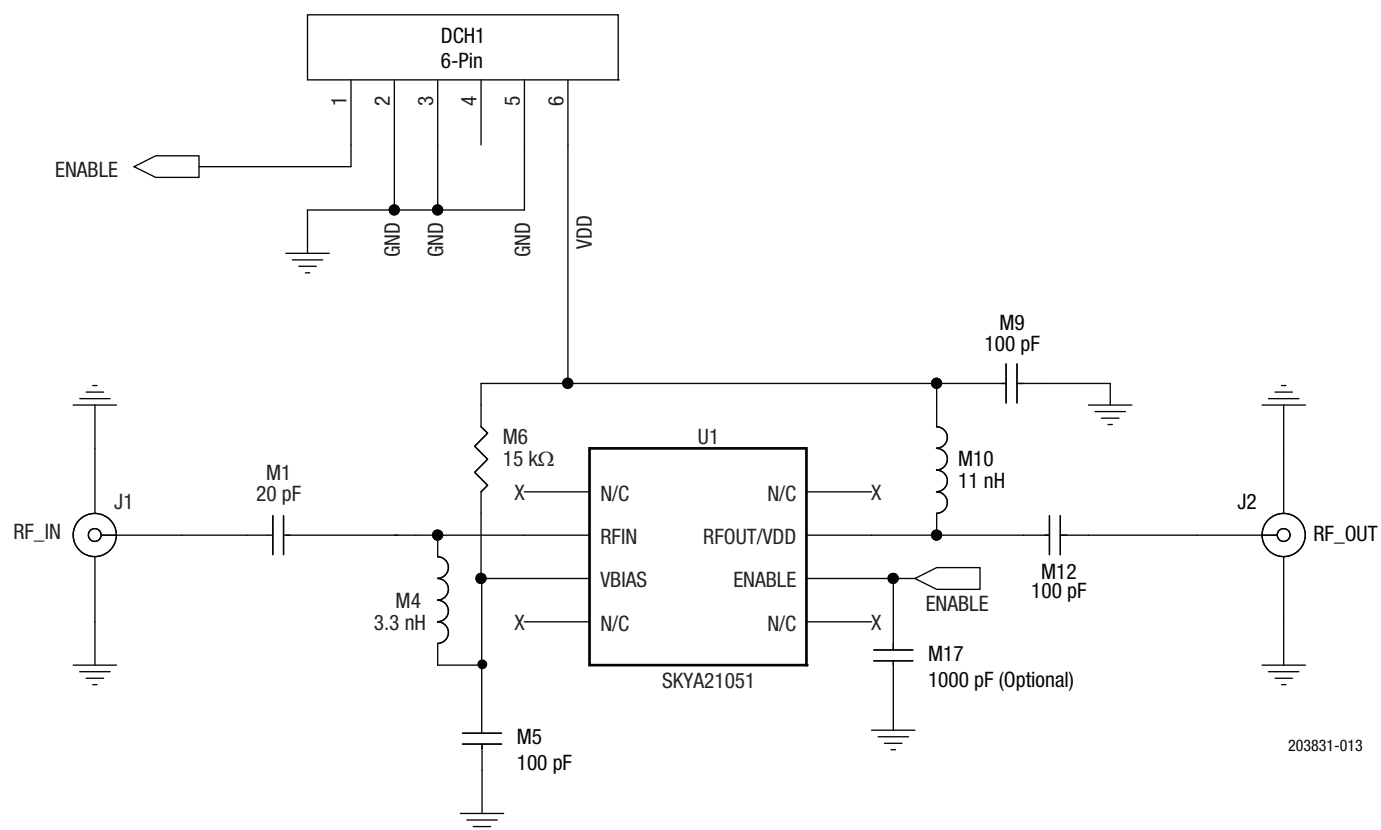 DCH1
6-Pin
1
2
3
4
5
6
ENABLE
GND
GND
GND
VDD
M9
100 pF
M6
15 kΩ
U1
M10
11 nH
M1
20 pF
J1
J2
X
N/C
N/C
X
RF_IN
RFIN
RFOUT/VDD
RF_OUT
M12
100 pF
VBIAS
ENABLE
ENABLE
M4
3.3 nH
X
N/C
N/C
X
M17
1000 pF (Optional)
SKYA21051
M5
100 pF
203831-013